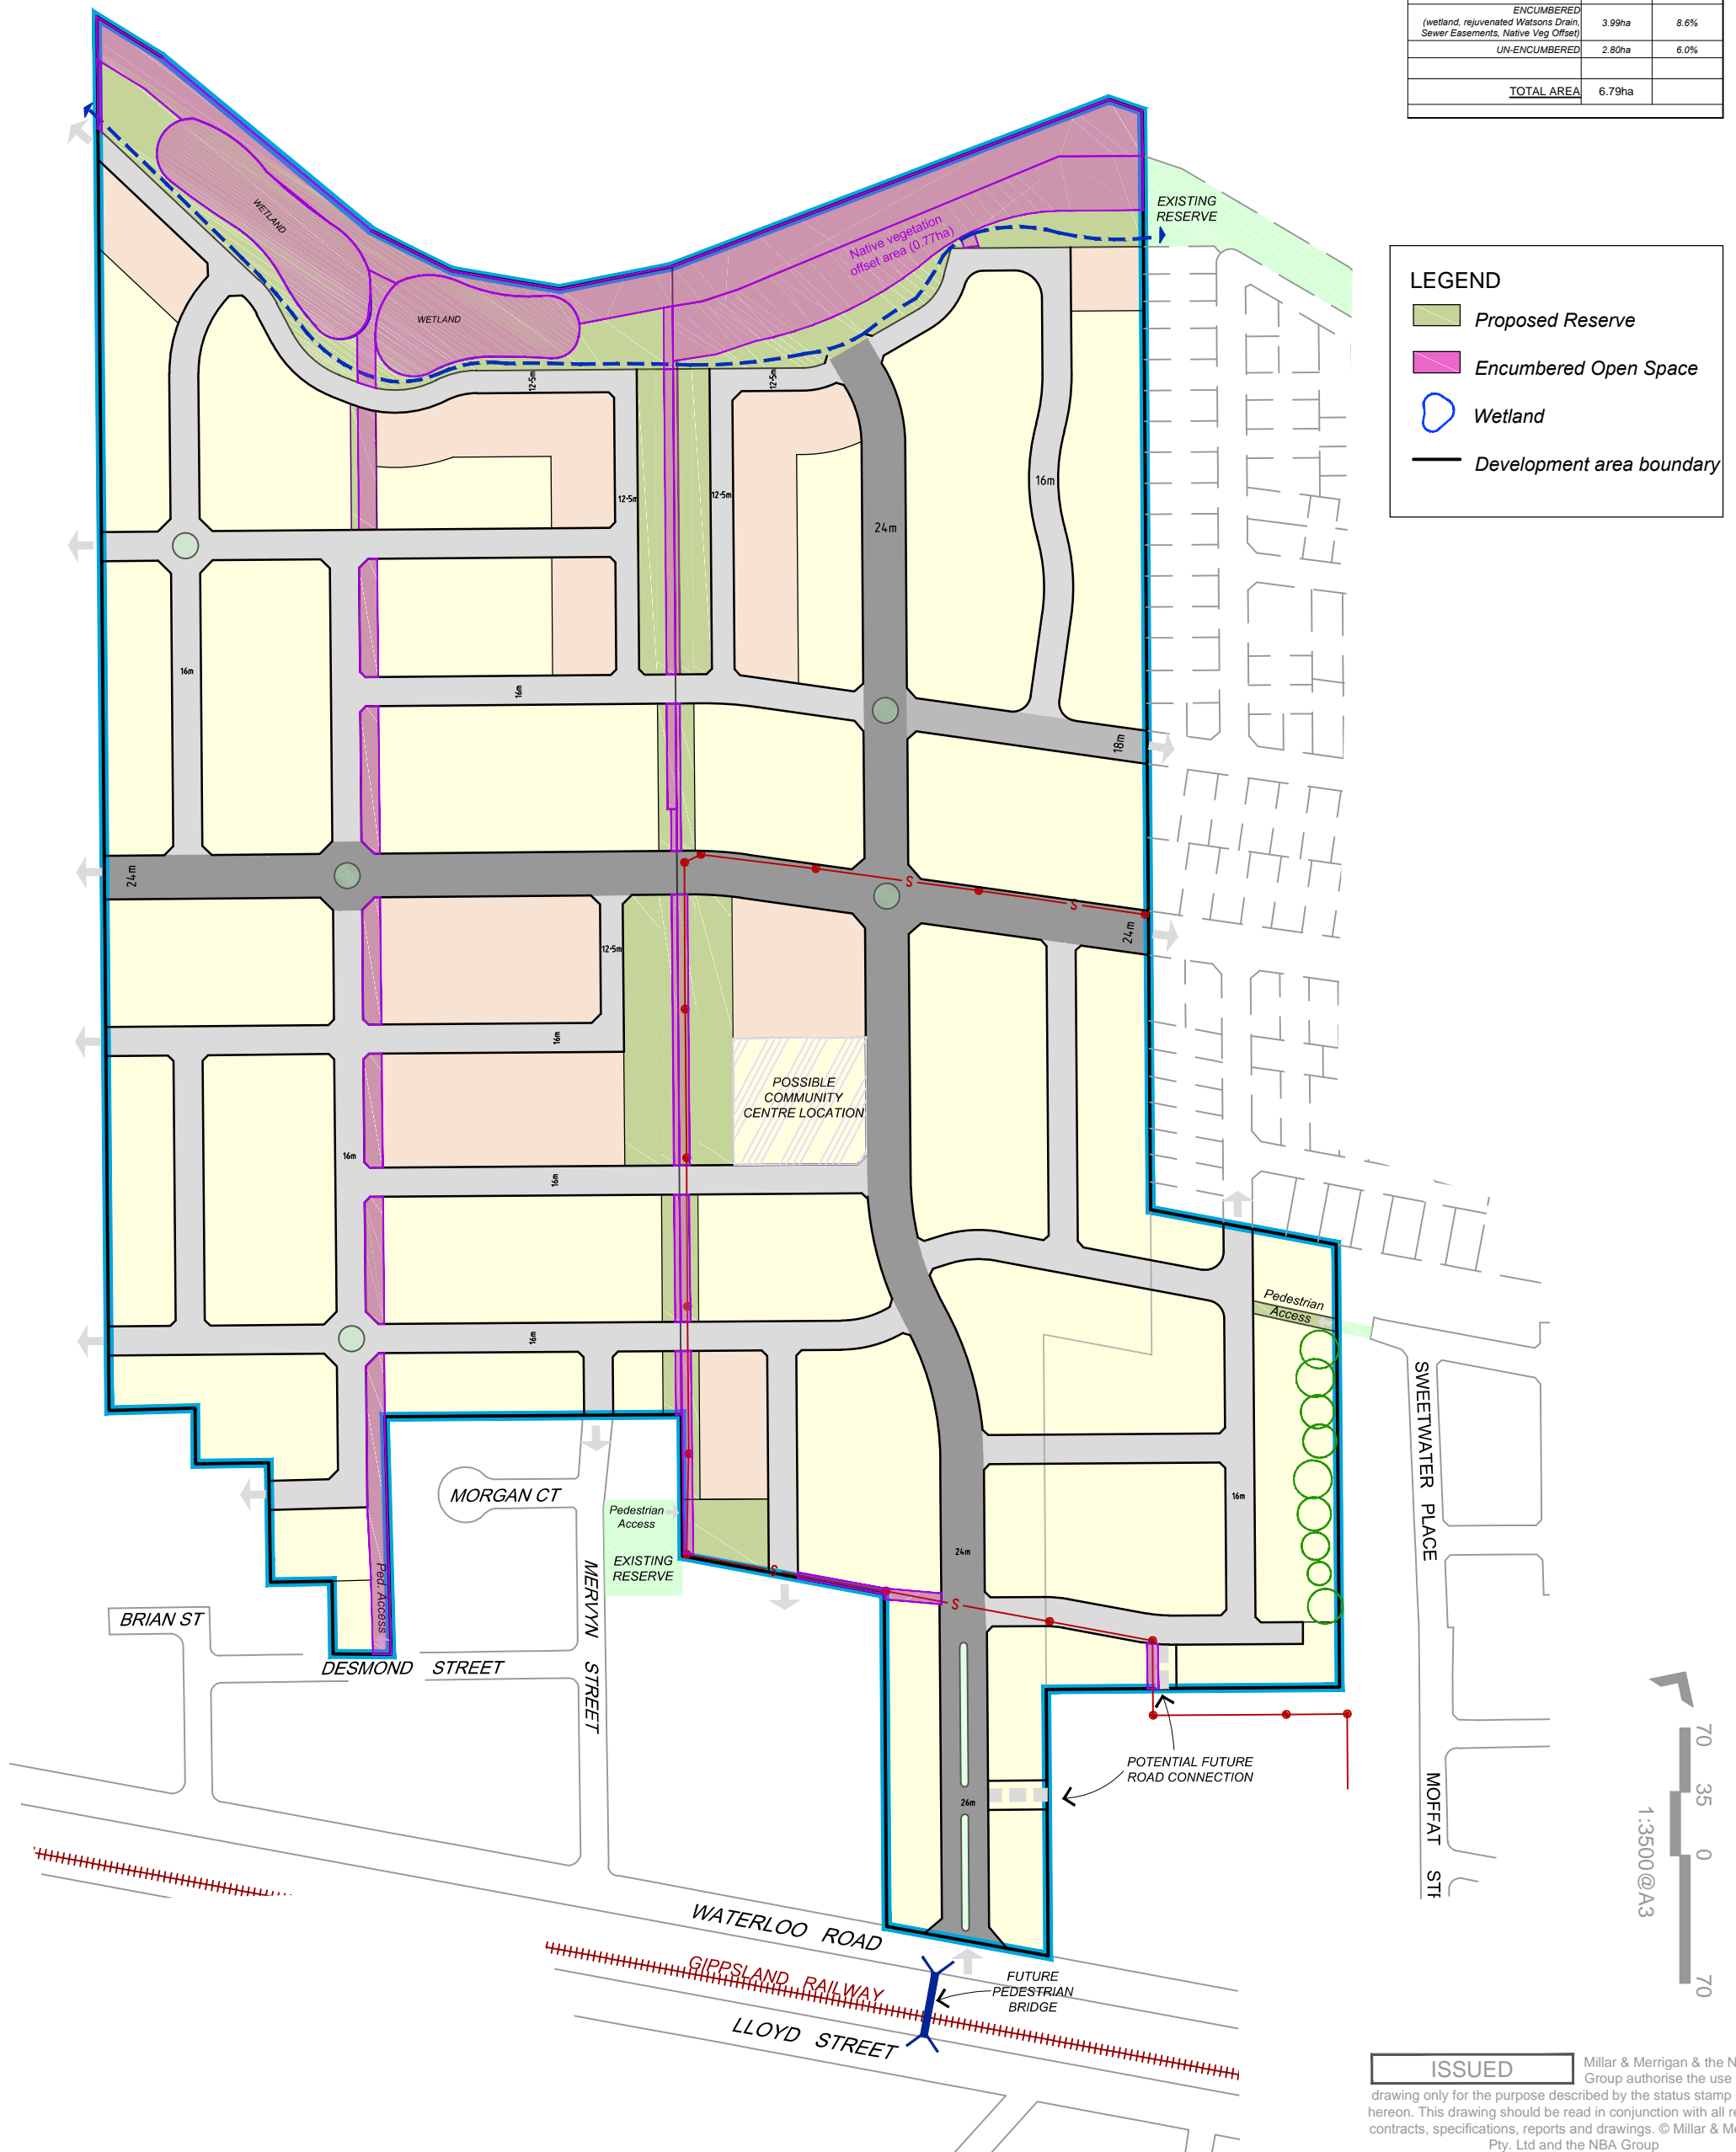 ENCUMBERED
(wetland, rejuvenated Watsons Drain, 3.99ha 8.6%
Sewer Easements, Native Veg Offset)
UN-ENCUMBERED 2.80ha 6.0%
TOTAL AREA 6.79ha
LEGEND
Proposed Reserve
Encumbered Open Space
Wetland
Development area boundary
WETLAND
WETLAND
Native vegetation
offset area (0.77ha)
EXISTING
RESERVE
12·5m
12·5m
12·5m
12·5m
16m
24m
16m
16m
18m
24m
S
S
24m
12·5m
16m
POSSIBLE
COMMUNITY
CENTRE LOCATION
16m
16m
16m
Pedestrian
Access
SWEETWATER PLACE
MORGAN CT
Pedestrian
Access
EXISTING
RESERVE
16m
24m
S
S
Ped. Access
BRIAN ST
DESMOND STREET
MERVYN STREET
POTENTIAL FUTURE
ROAD CONNECTION
26m
MOFFAT
70
35
0
70
1:3500@A3
WATERLOO ROAD
GIPPSLAND RAILWAY
FUTURE
PEDESTRIAN
BRIDGE
LLOYD STREET
ISSUED
Millar & Merrigan & the
Group authorise the use
drawing only for the purpose described by the status stamp
hereon. This drawing should be read in conjunction with all
contracts, specifications, reports and drawings. © Millar &
Pty. Ltd and the NBA Group